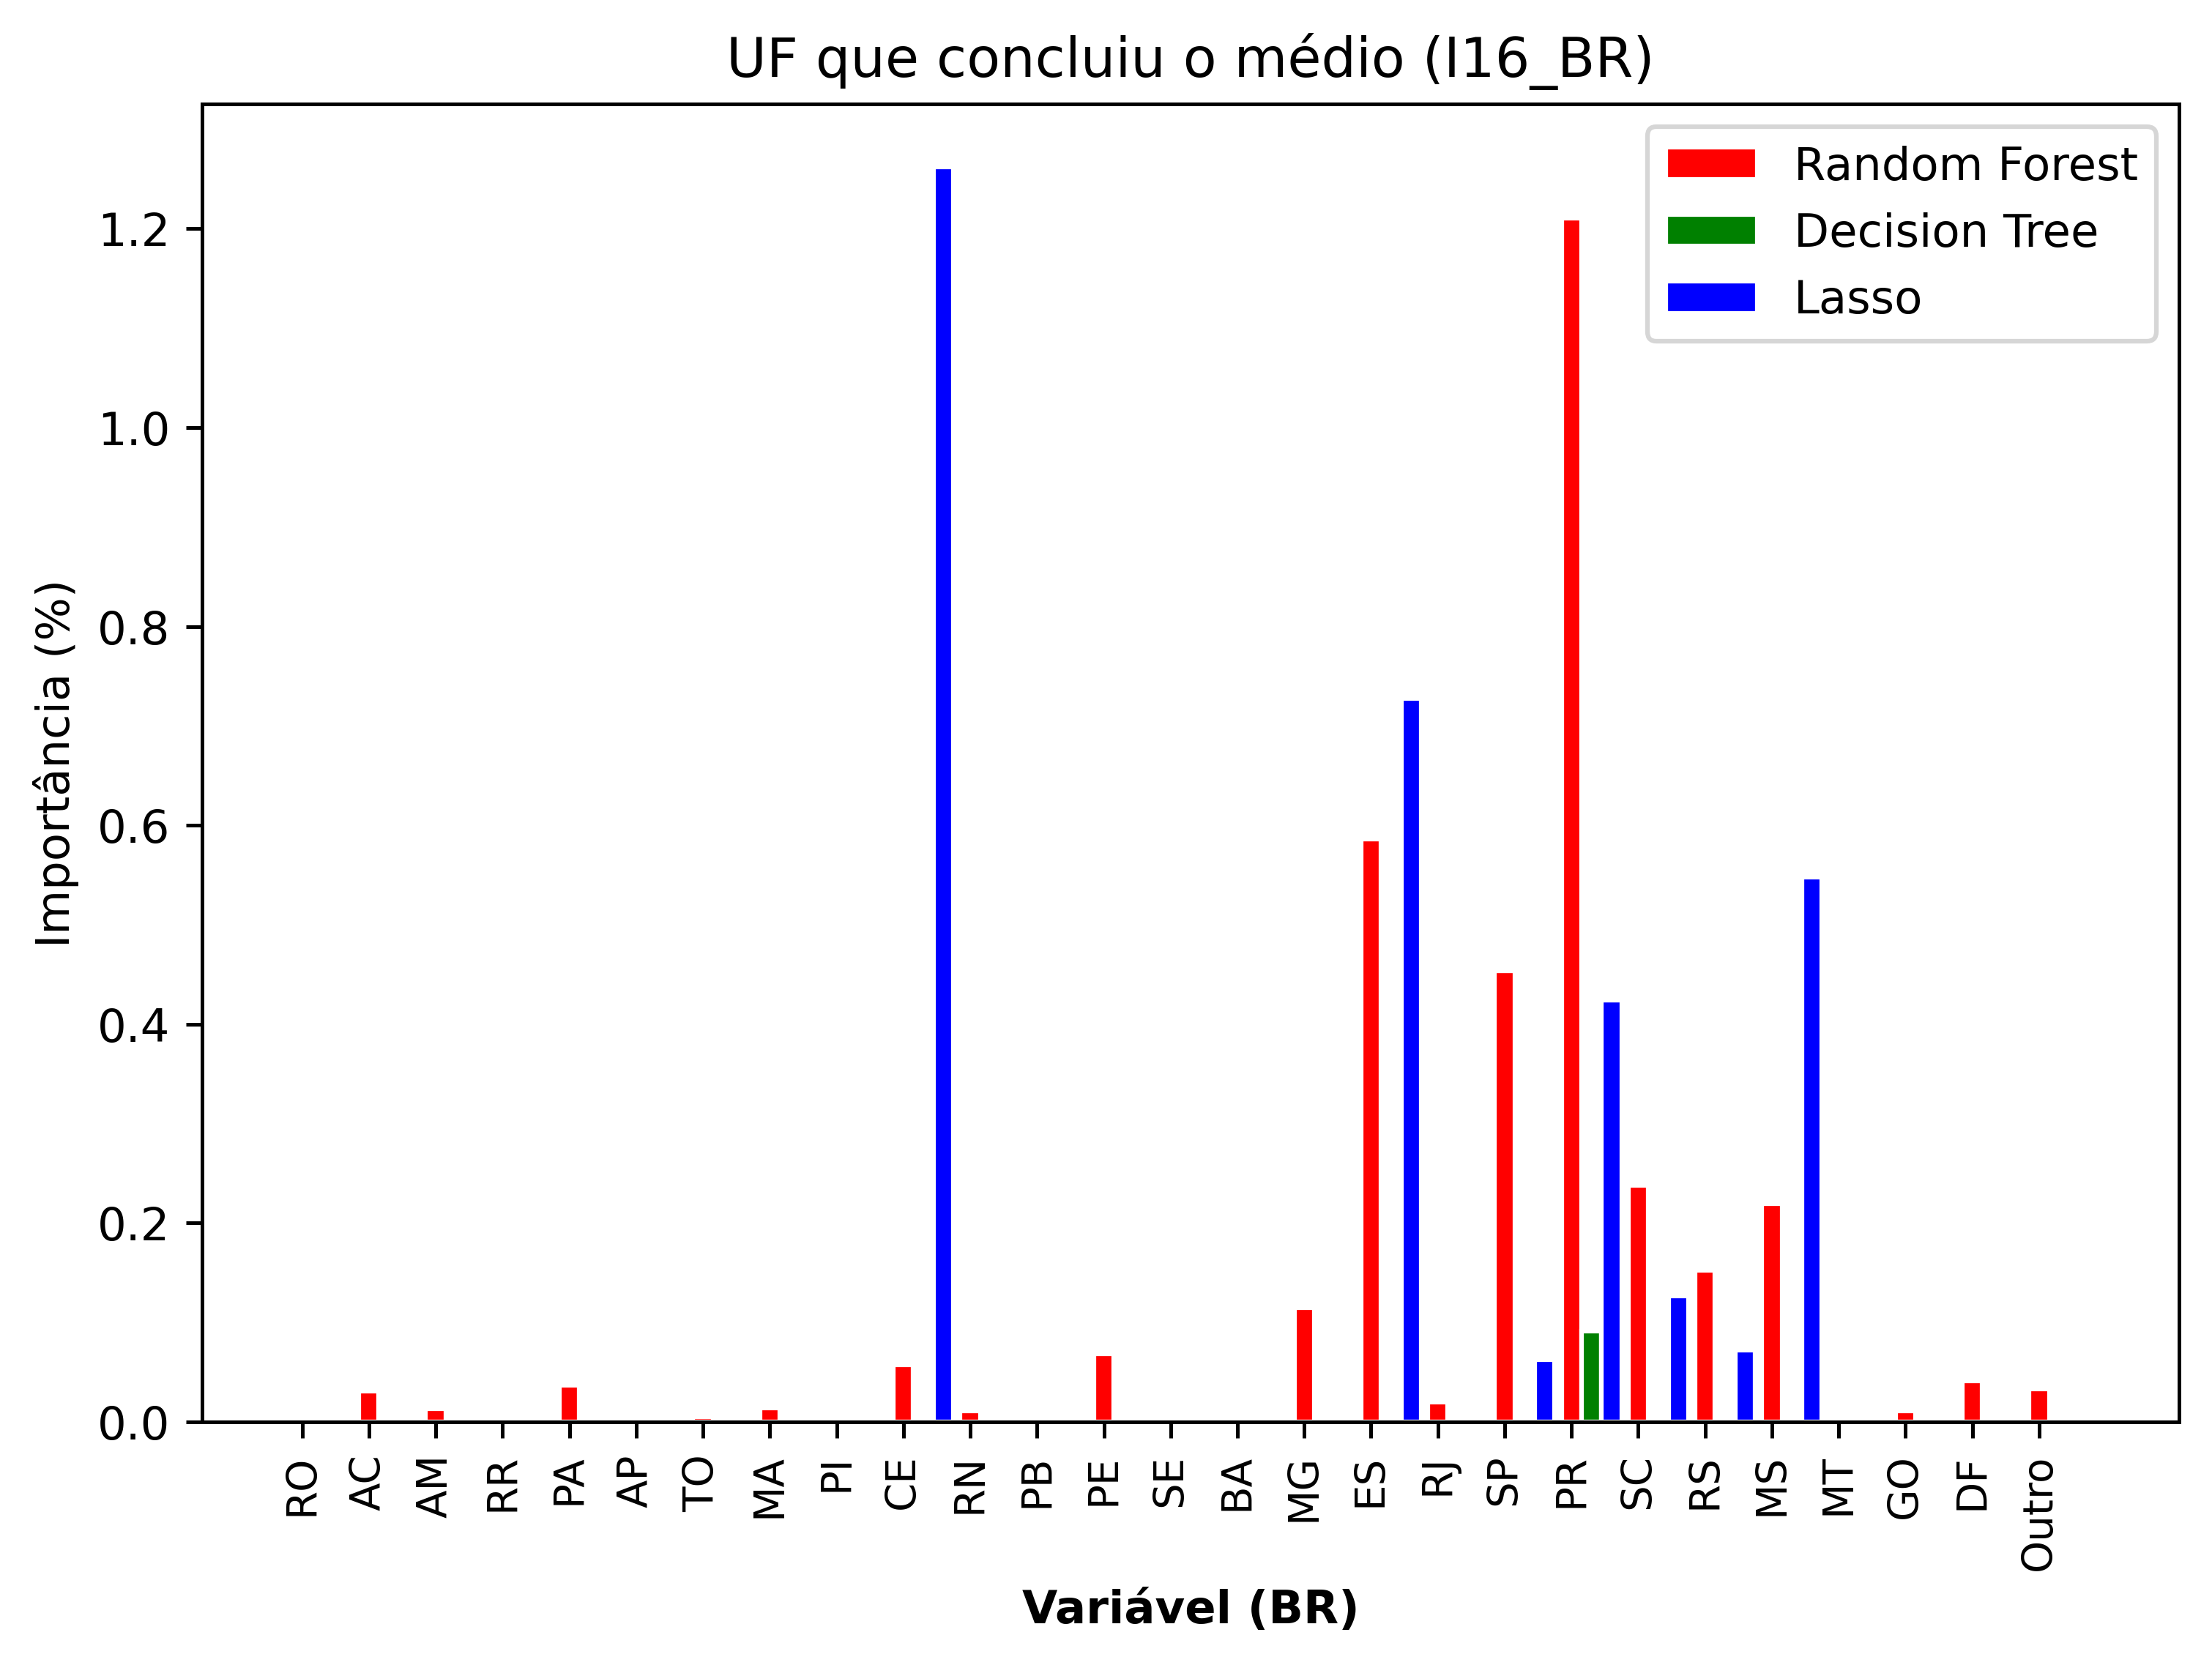 UF que concluiu o médio (I16_BR)
Random Forest
Decision Tree
Lasso
Importância (%)
1.2
1.0
0.8
0.6
0.4
0.2
0.0
RO AC AM RR PA AP TO MA PI CE RN PB PE SE BA MG ES RJ SP PR SC RS MS MT GO DF Outro
Variável (BR)